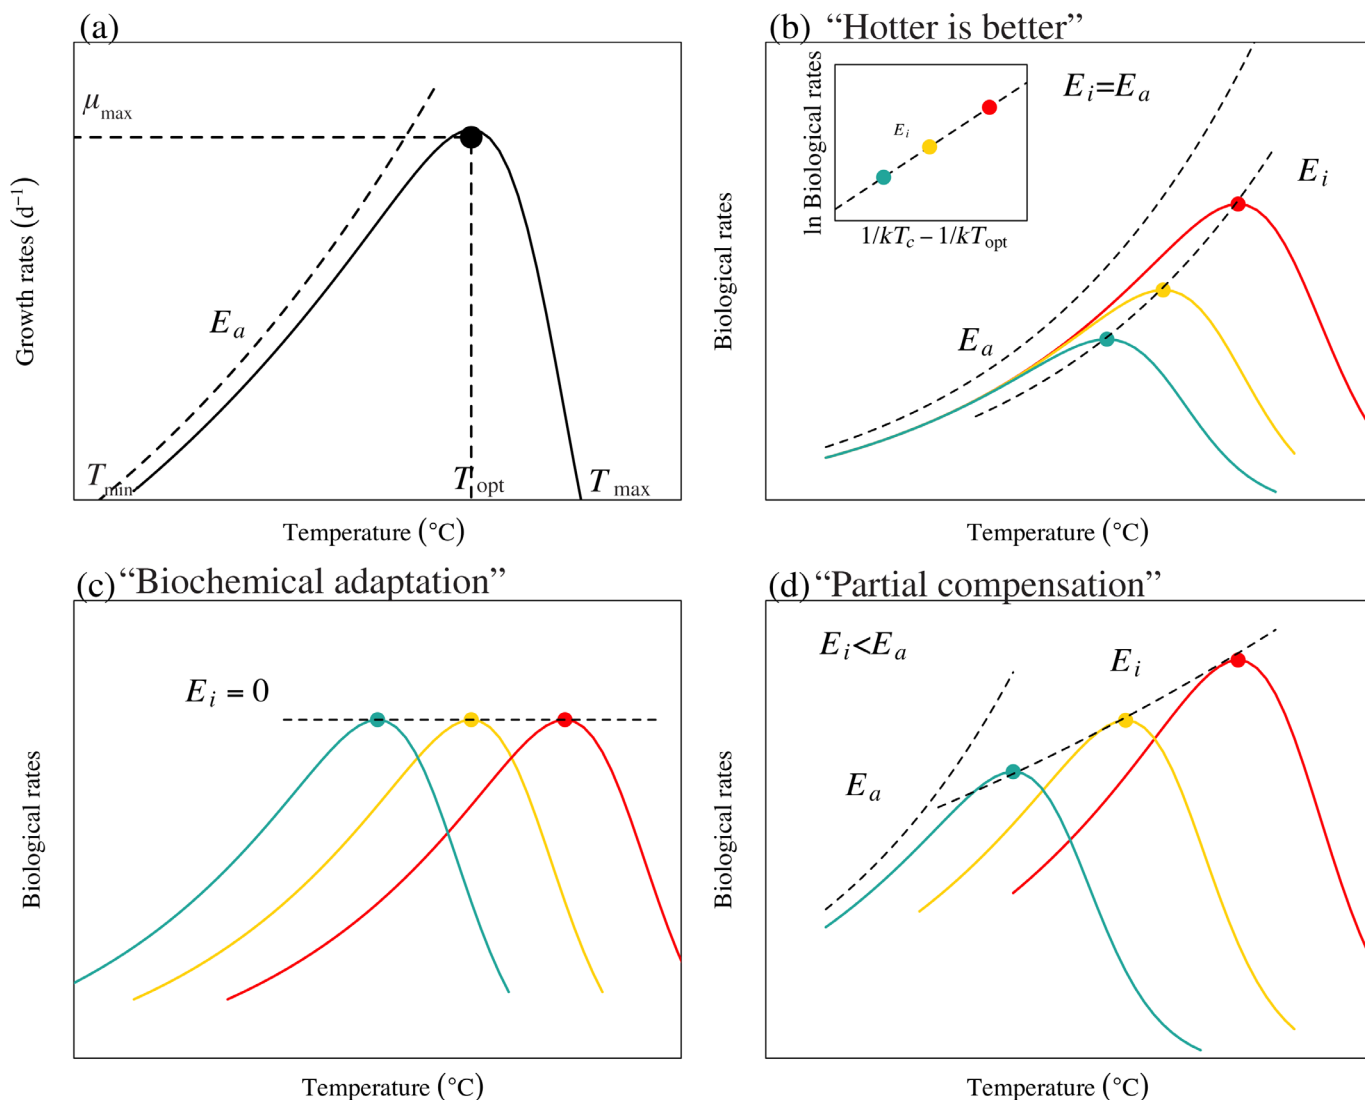 (a)
μmax
Growth rates (d⁻¹)
Ea
Tmin
Topt
Tmax
Temperature (°C)
(b) “Hotter is better”
ln Biological rates
Ei
1/kTc – 1/kTopt
Ei=Ea
Ei
Ea
Biological rates
Temperature (°C)
(c) “Biochemical adaptation”
Ei = 0
Biological rates
Temperature (°C)
(d) “Partial compensation”
Ei<Ea
Ei
Ea
Biological rates
Temperature (°C)